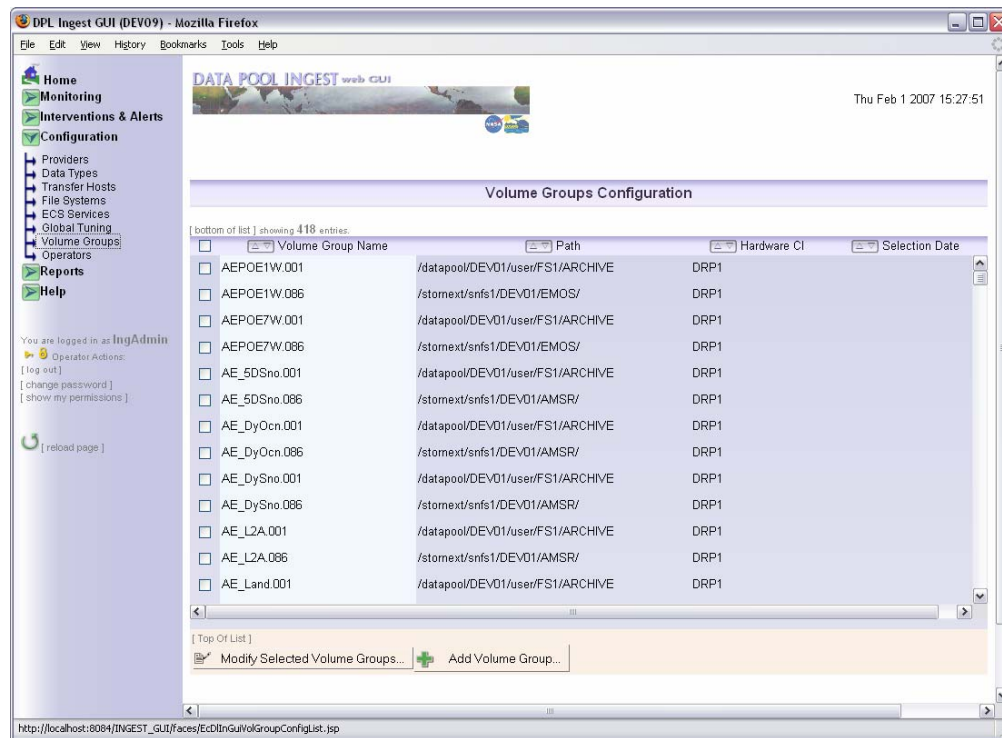 DPL Ingest GUI (DEV09) - Mozilla Firefox
File Edit View History Bookmarks Tools Help
Home
Monitoring
Interventions & Alerts
Configuration
Providers
Data Types
Transfer Hosts
File Systems
ECS Services
Global Tuning
Volume Groups
Operators
Reports
Help
You are logged in as IngAdmin
Operator Actions:
[ log out ]
[ change password ]
[ show my permissions ]
[ reload page ]
DATA POOL INGEST web GUI
NASA
Thu Feb 1 2007 15:27:51
Volume Groups Configuration
[ bottom of list ] showing 418 entries.
Volume Group Name Path Hardware CI Selection Date
AEPOE1W.001 /datapool/DEV01/user/FS1/ARCHIVE DRP1
AEPOE1W.086 /stornext/snfs1/DEV01/EMOS/ DRP1
AEPOE7W.001 /datapool/DEV01/user/FS1/ARCHIVE DRP1
AEPOE7W.086 /stornext/snfs1/DEV01/EMOS/ DRP1
AE_5DSno.001 /datapool/DEV01/user/FS1/ARCHIVE DRP1
AE_5DSno.086 /stornext/snfs1/DEV01/AMSR/ DRP1
AE_DyOcn.001 /datapool/DEV01/user/FS1/ARCHIVE DRP1
AE_DyOcn.086 /stornext/snfs1/DEV01/AMSR/ DRP1
AE_DySno.001 /datapool/DEV01/user/FS1/ARCHIVE DRP1
AE_DySno.086 /stornext/snfs1/DEV01/AMSR/ DRP1
AE_L2A.001 /datapool/DEV01/user/FS1/ARCHIVE DRP1
AE_L2A.086 /stornext/snfs1/DEV01/AMSR/ DRP1
AE_Land.001 /datapool/DEV01/user/FS1/ARCHIVE DRP1
[ Top Of List ]
Modify Selected Volume Groups... Add Volume Group...
http://localhost:8084/INGEST_GUI/faces/EcDlInGuiVolGroupConfigList.jsp